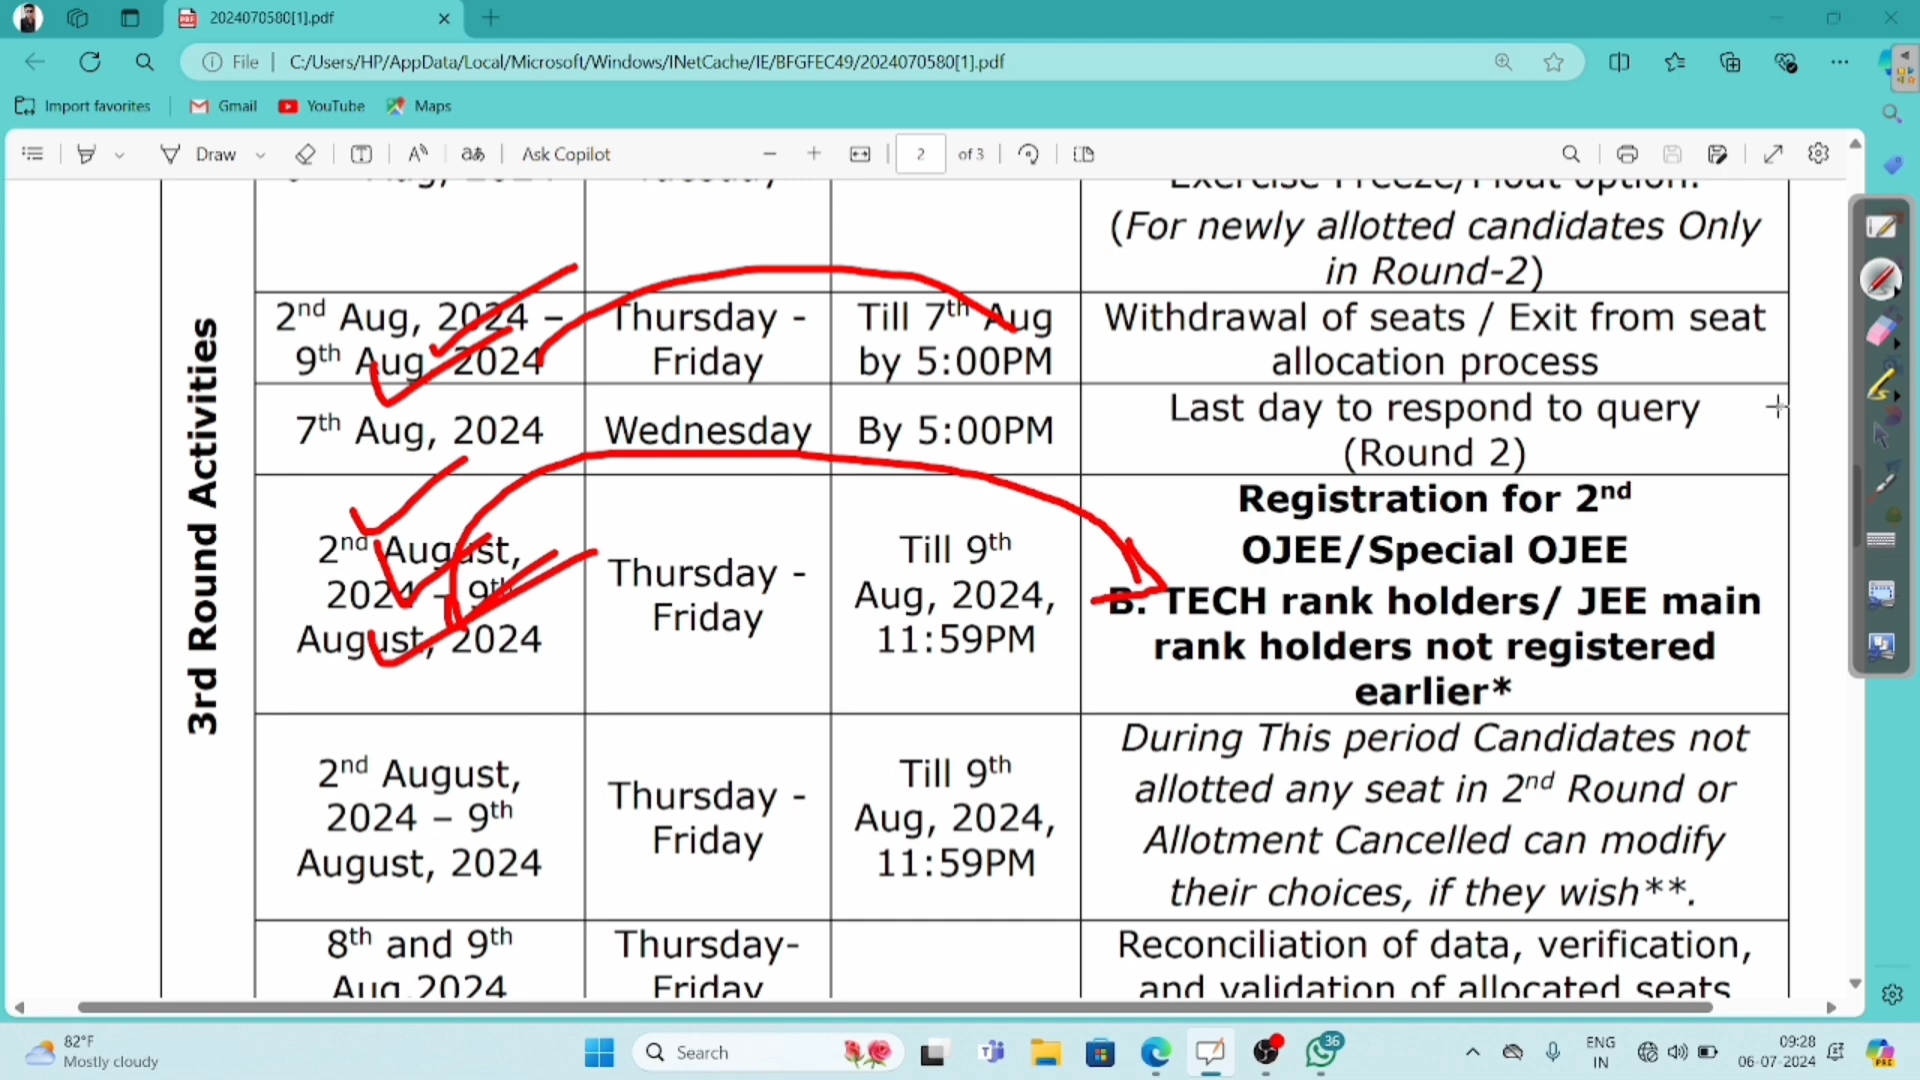 2024070580[1].pdf
File
C:/Users/HP/AppData/Local/Microsoft/Windows/INetCache/IE/BFGFEC49/2024070580[1].pdf
Import favorites
Gmail
YouTube
Maps
Draw
Ask Copilot
2 of 3
Exercise Freeze/Float option.
(For newly allotted candidates Only
in Round-2)
3rd Round Activities
2nd Aug, 2024 –
9th Aug, 2024
Thursday -
Friday
Till 7th Aug
by 5:00PM
Withdrawal of seats / Exit from seat
allocation process
7th Aug, 2024
Wednesday
By 5:00PM
Last day to respond to query
(Round 2)
2nd August,
2024 – 9th
August, 2024
Thursday -
Friday
Till 9th
Aug, 2024,
11:59PM
Registration for 2nd
OJEE/Special OJEE
B. TECH rank holders/ JEE main
rank holders not registered
earlier*
2nd August,
2024 – 9th
August, 2024
Thursday -
Friday
Till 9th
Aug, 2024,
11:59PM
During This period Candidates not
allotted any seat in 2nd Round or
Allotment Cancelled can modify
their choices, if they wish**.
8th and 9th
Aug,2024
Thursday-
Friday
Reconciliation of data, verification,
and validation of allocated seats
82°F
Mostly cloudy
Search
36
ENG
IN
09:28
06-07-2024